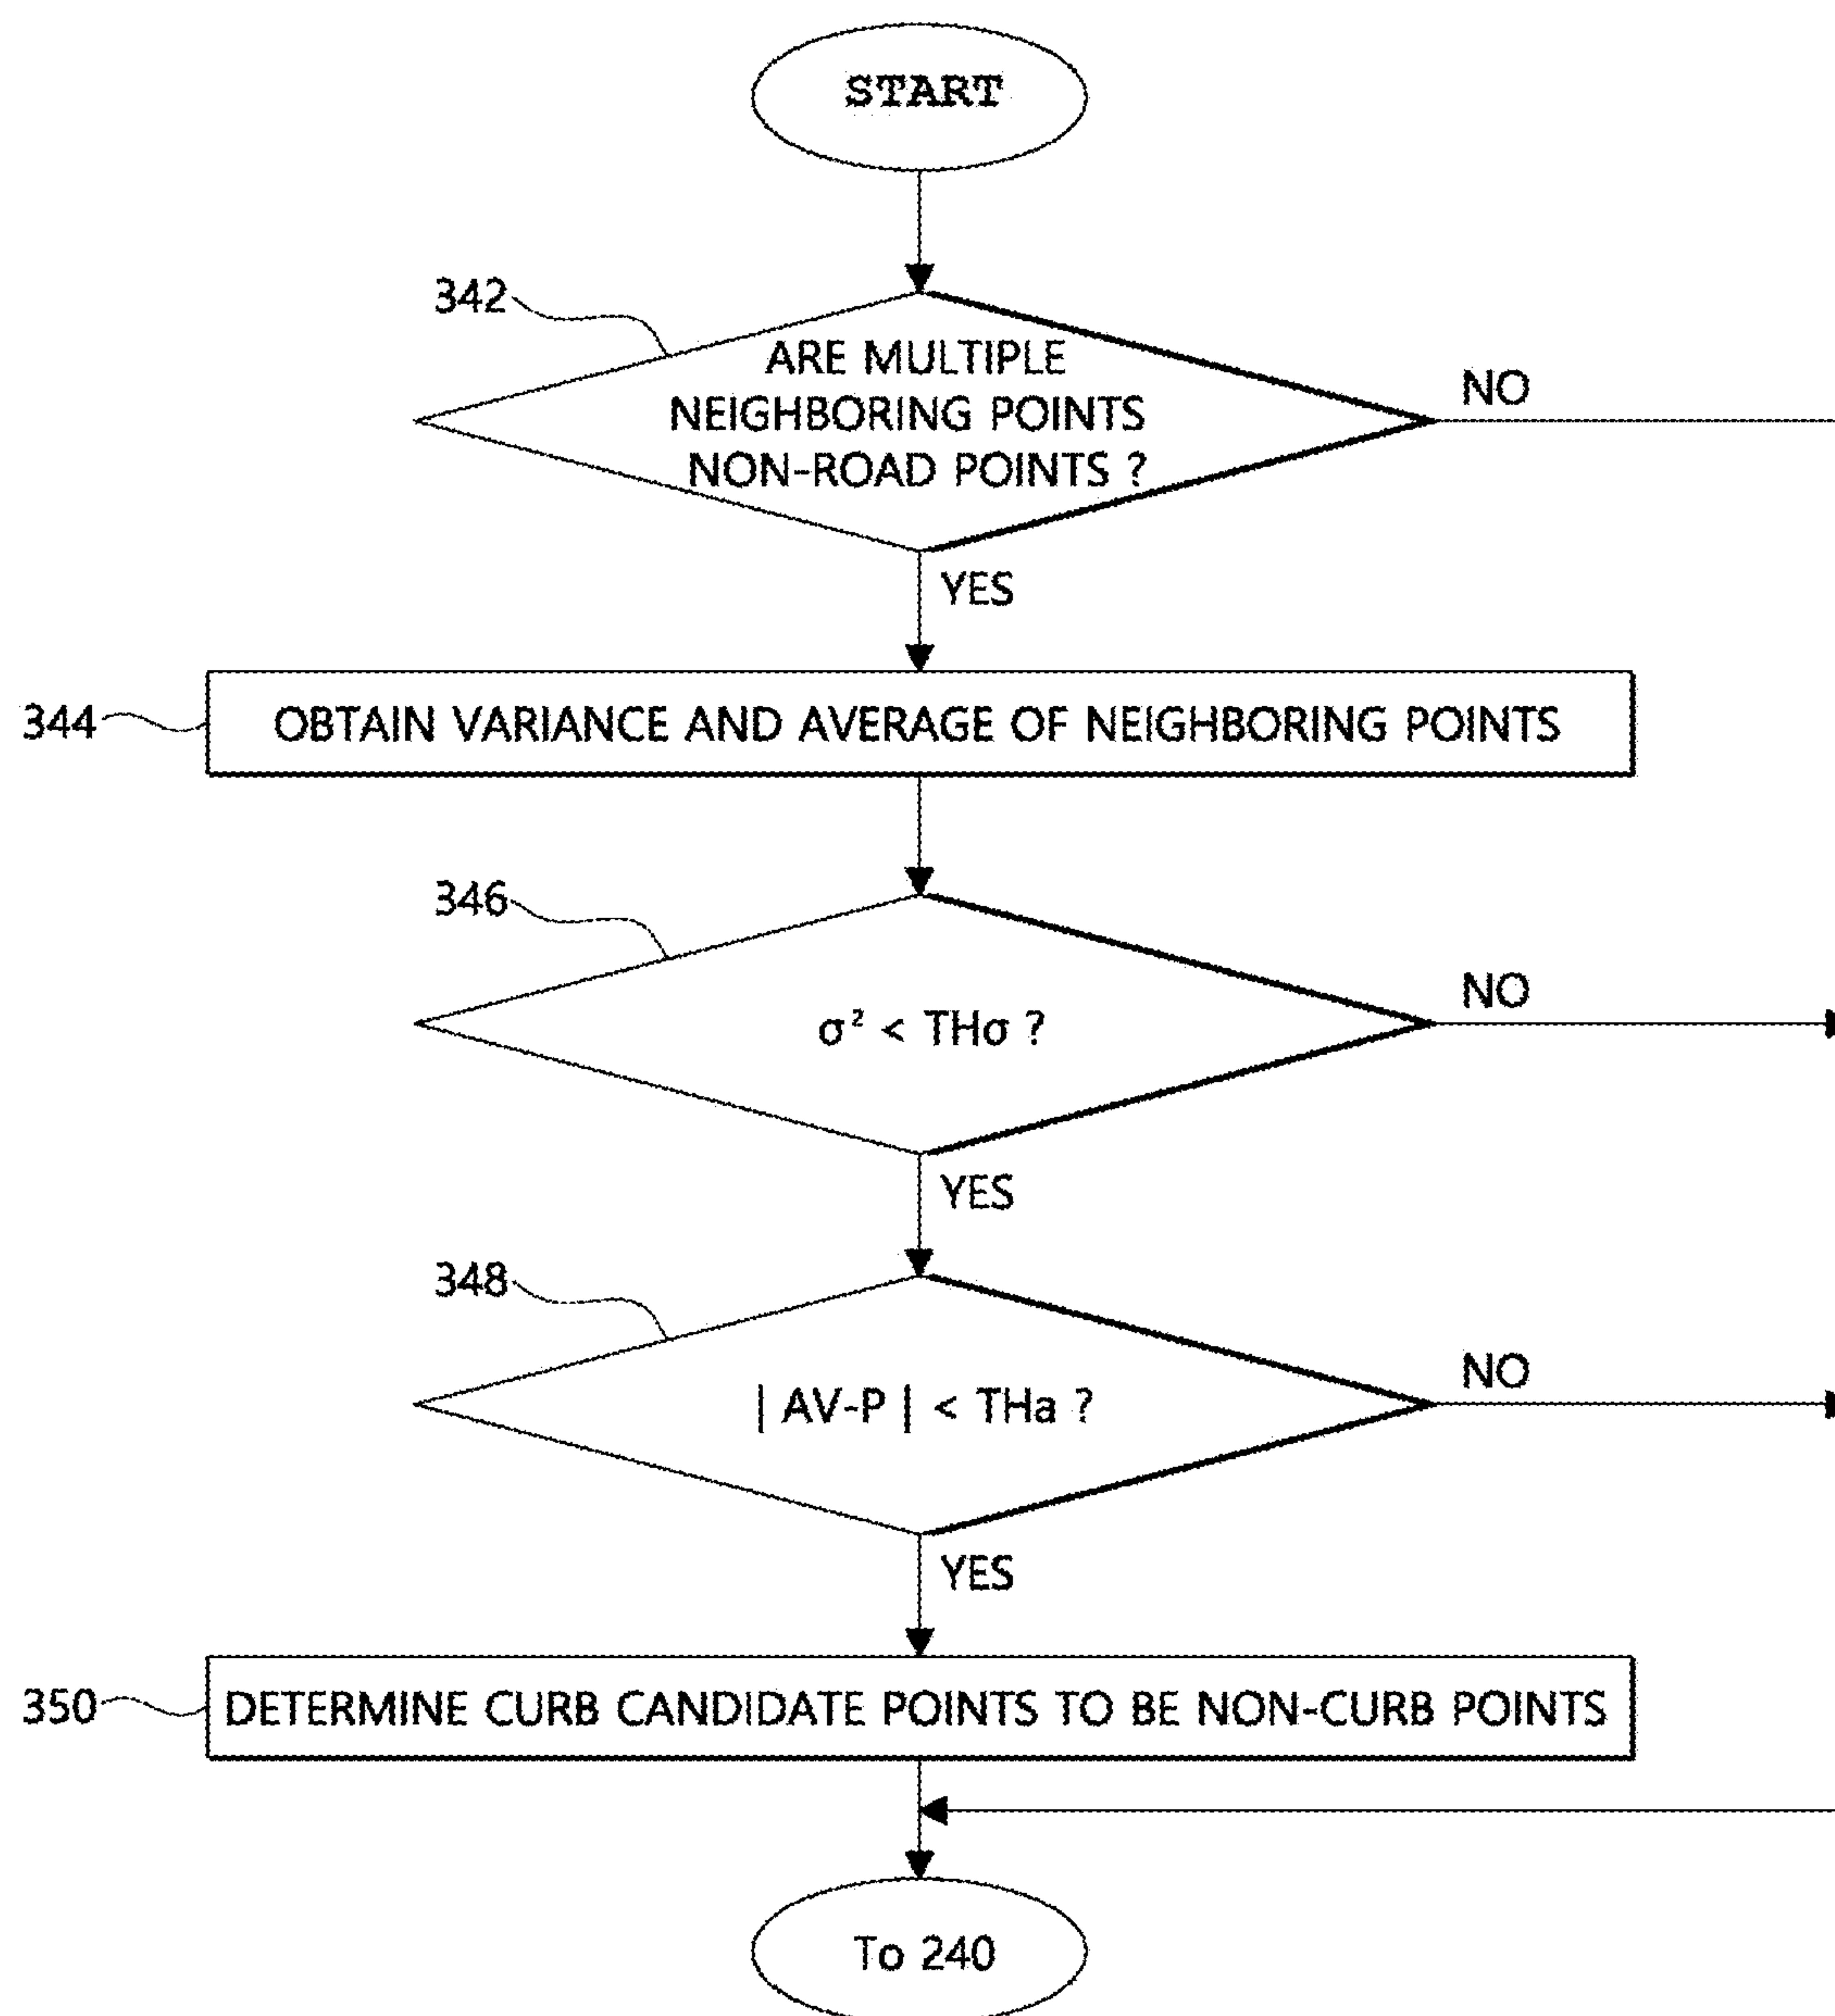 START
342
ARE MULTIPLE
NEIGHBORING POINTS
NON-ROAD POINTS ?
NO
YES
344
OBTAIN VARIANCE AND AVERAGE OF NEIGHBORING POINTS
346
σ² < THσ ?
NO
YES
348
| AV-P | < THa ?
NO
YES
350
DETERMINE CURB CANDIDATE POINTS TO BE NON-CURB POINTS
To 240